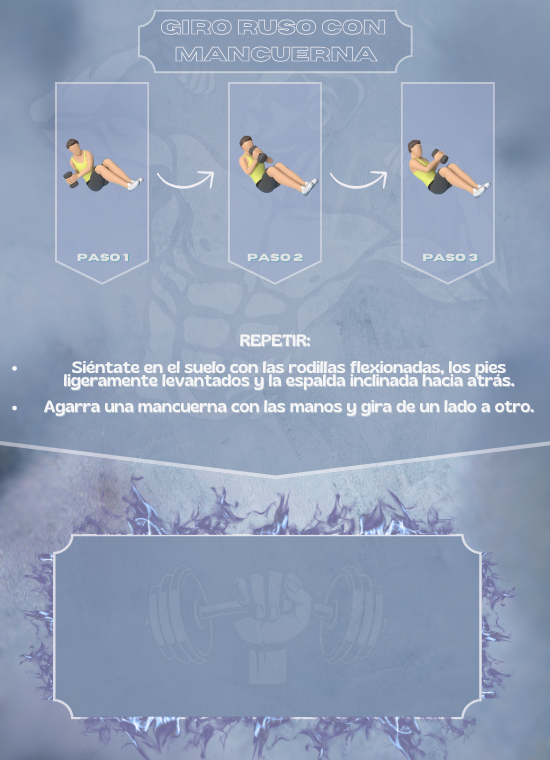 GIRO RUSO CON
MANCUERNA
PASO 1
PASO 2
PASO 3
REPETIR:
• Siéntate en el suelo con las rodillas flexionadas, los pies
ligeramente levantados y la espalda inclinada hacia atrás.
• Agarra una mancuerna con las manos y gira de un lado a otro.